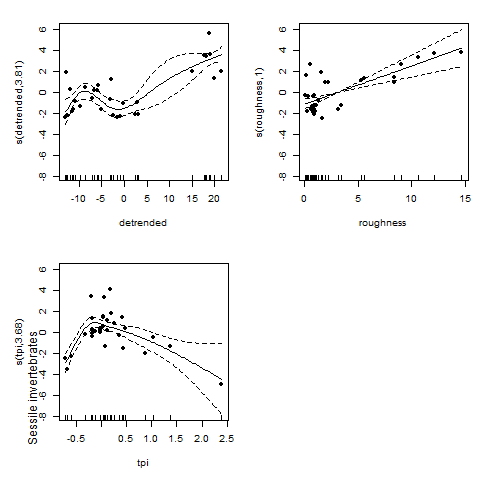 6
4
2
0
-2
-4
-6
-8
s(detrended,3.81)
-10 -5 0 5 10 15 20
detrended
6
4
2
0
-2
-4
-6
-8
s(roughness,1)
0 5 10 15
roughness
6
4
2
0
-2
-4
-6
-8
Sessile invertebrates
s(tpi,3.68)
-0.5 0.0 0.5 1.0 1.5 2.0 2.5
tpi